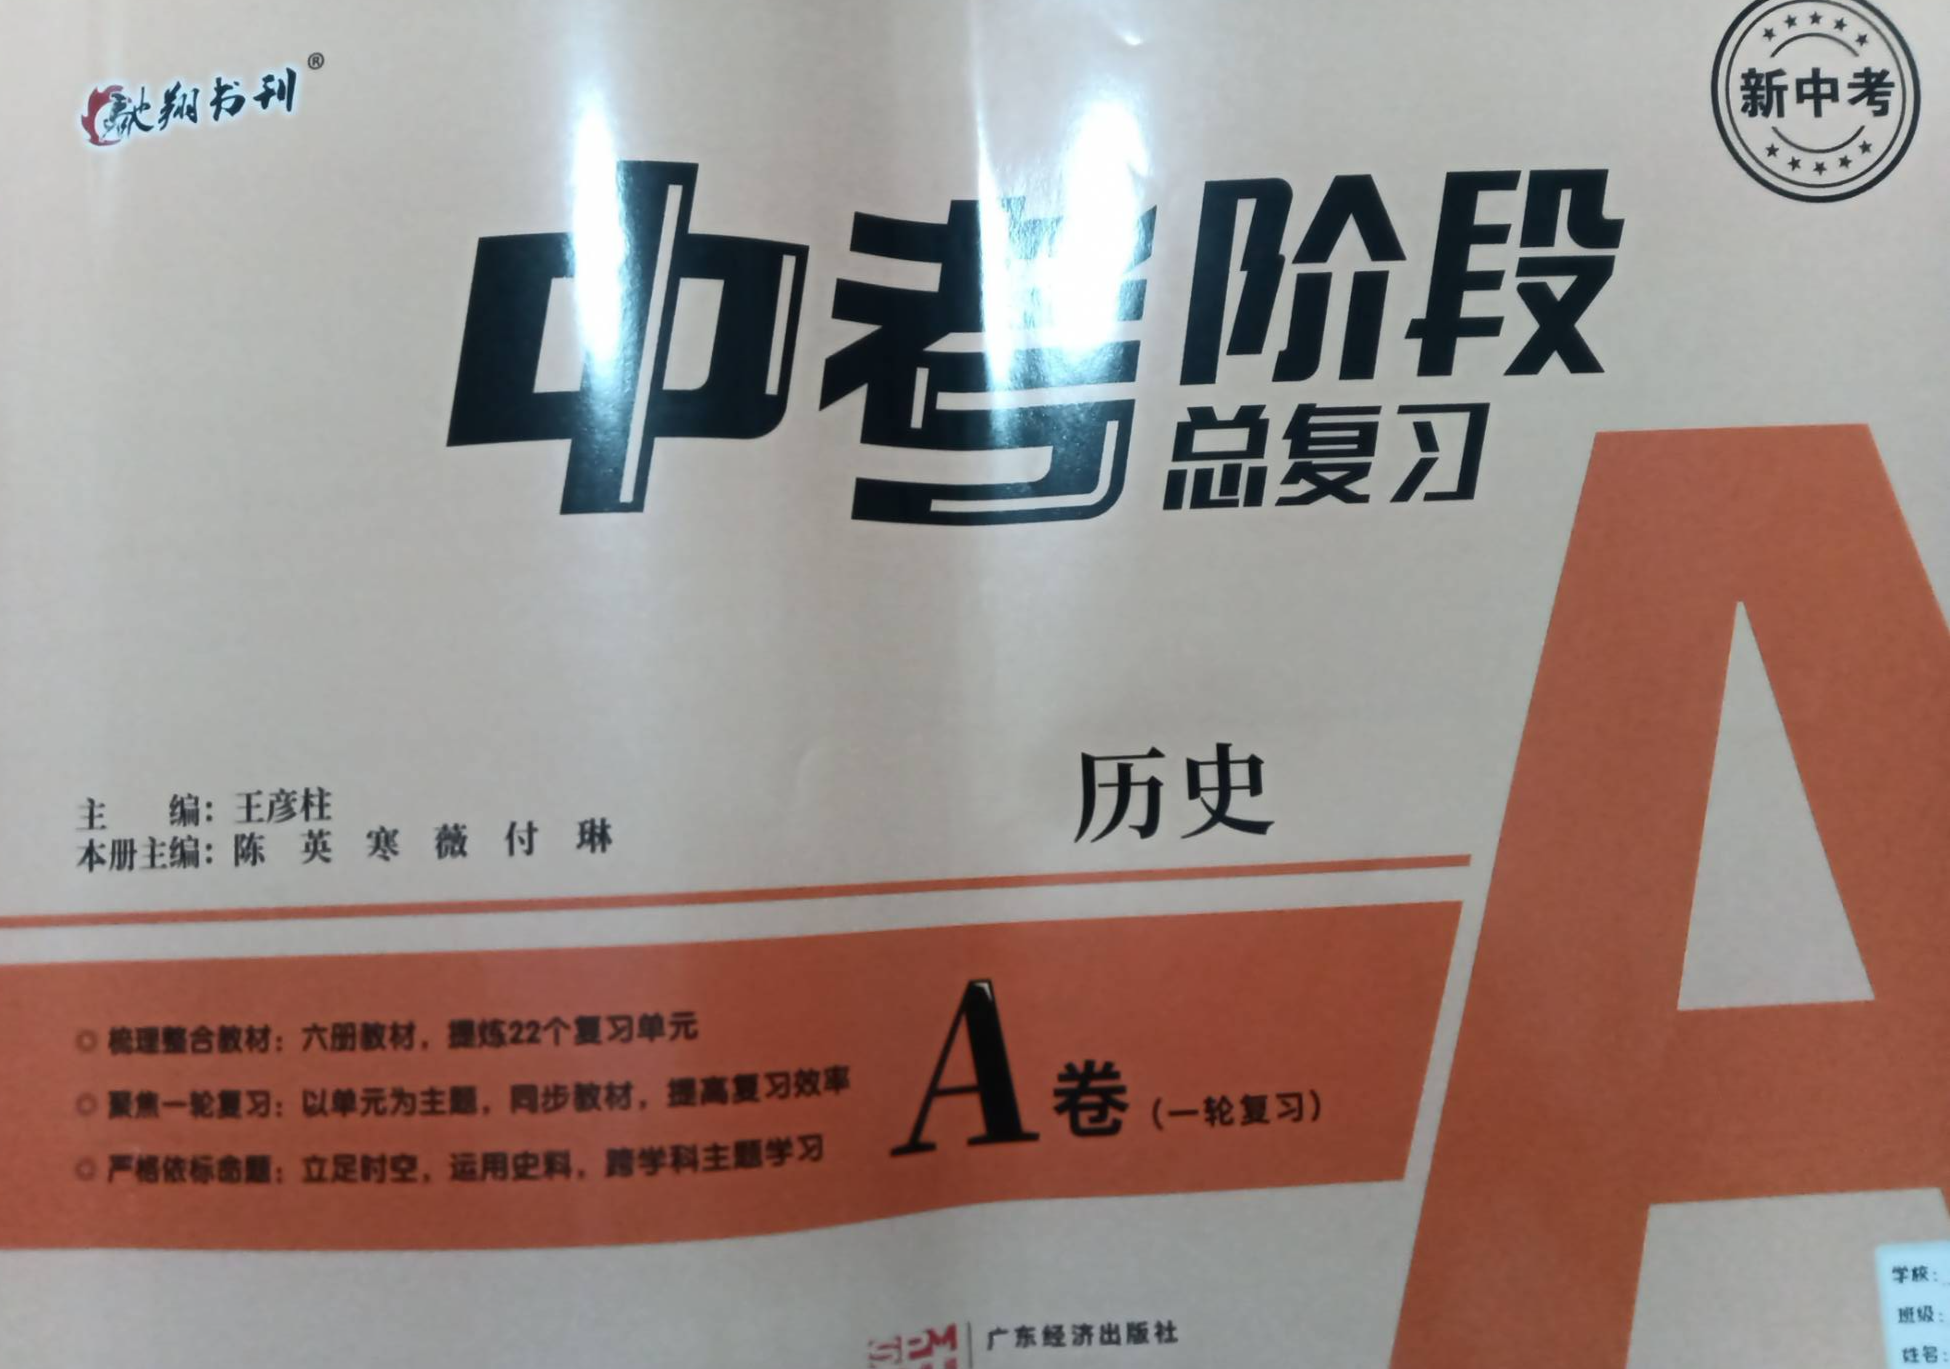 驰翔书刊®
新中考
中考阶段
总复习
历史
主 编：王彦柱
本册主编：陈 英 寒 薇 付 琳
梳理整合教材：六册教材，提炼22个复习单元
聚焦一轮复习：以单元为主题，同步教材，提高复习效率
严格依标命题：立足时空，运用史料，跨学科主题学习
A卷（一轮复习）
A
广东经济出版社
学校：
班级：
姓名：